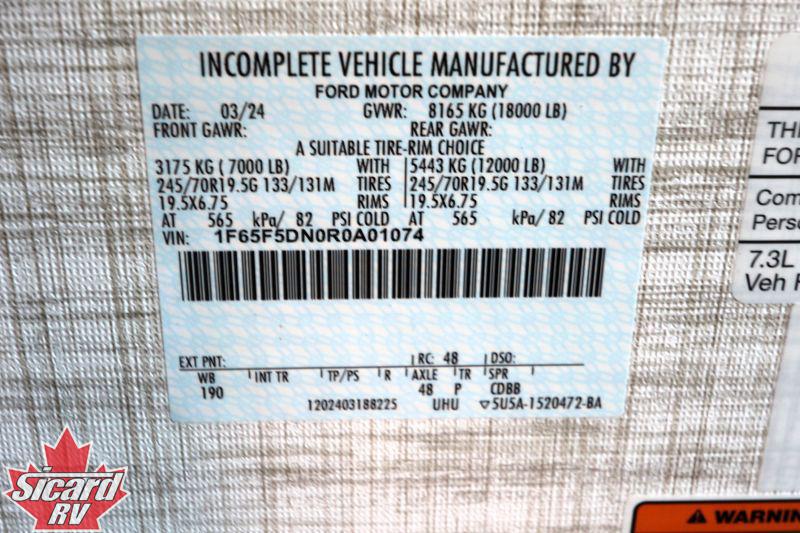 INCOMPLETE VEHICLE MANUFACTURED BY
FORD MOTOR COMPANY
DATE: 03/24 GVWR: 8165 KG (18000 LB)
FRONT GAWR: REAR GAWR:
A SUITABLE TIRE-RIM CHOICE
3175 KG ( 7000 LB) WITH 5443 KG (12000 LB) WITH
245/70R19.5G 133/131M TIRES 245/70R19.5G 133/131M TIRES
19.5X6.75 RIMS 19.5X6.75 RIMS
AT 565 kPa/ 82 PSI COLD AT 565 kPa/ 82 PSI COLD
VIN: 1F65F5DN0R0A01074
EXT PNT: RC: 48 DSO:
WB INT TR TP/PS R AXLE TR SPR
190 48 P CDBB
1202403188225 UHU ▽5U5A-1520472-BA
THI
FOR
Com
Perso
7.3L
Veh
WARNIN
Sicard
RV